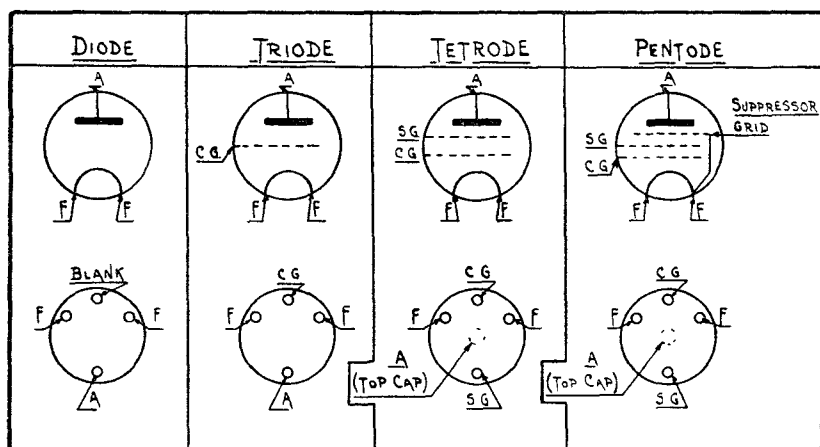 DIODE
TRIODE
TETRODE
PENTODE
A
A
A
A
SUPPRESSOR
GRID
CG
SG
CG
SG
CG
F F
F F
F F
F F
BLANK
CG
CG
CG
F F
F F
F F
F F
A
A
A
(TOP CAP)
SG
A
(TOP CAP)
SG